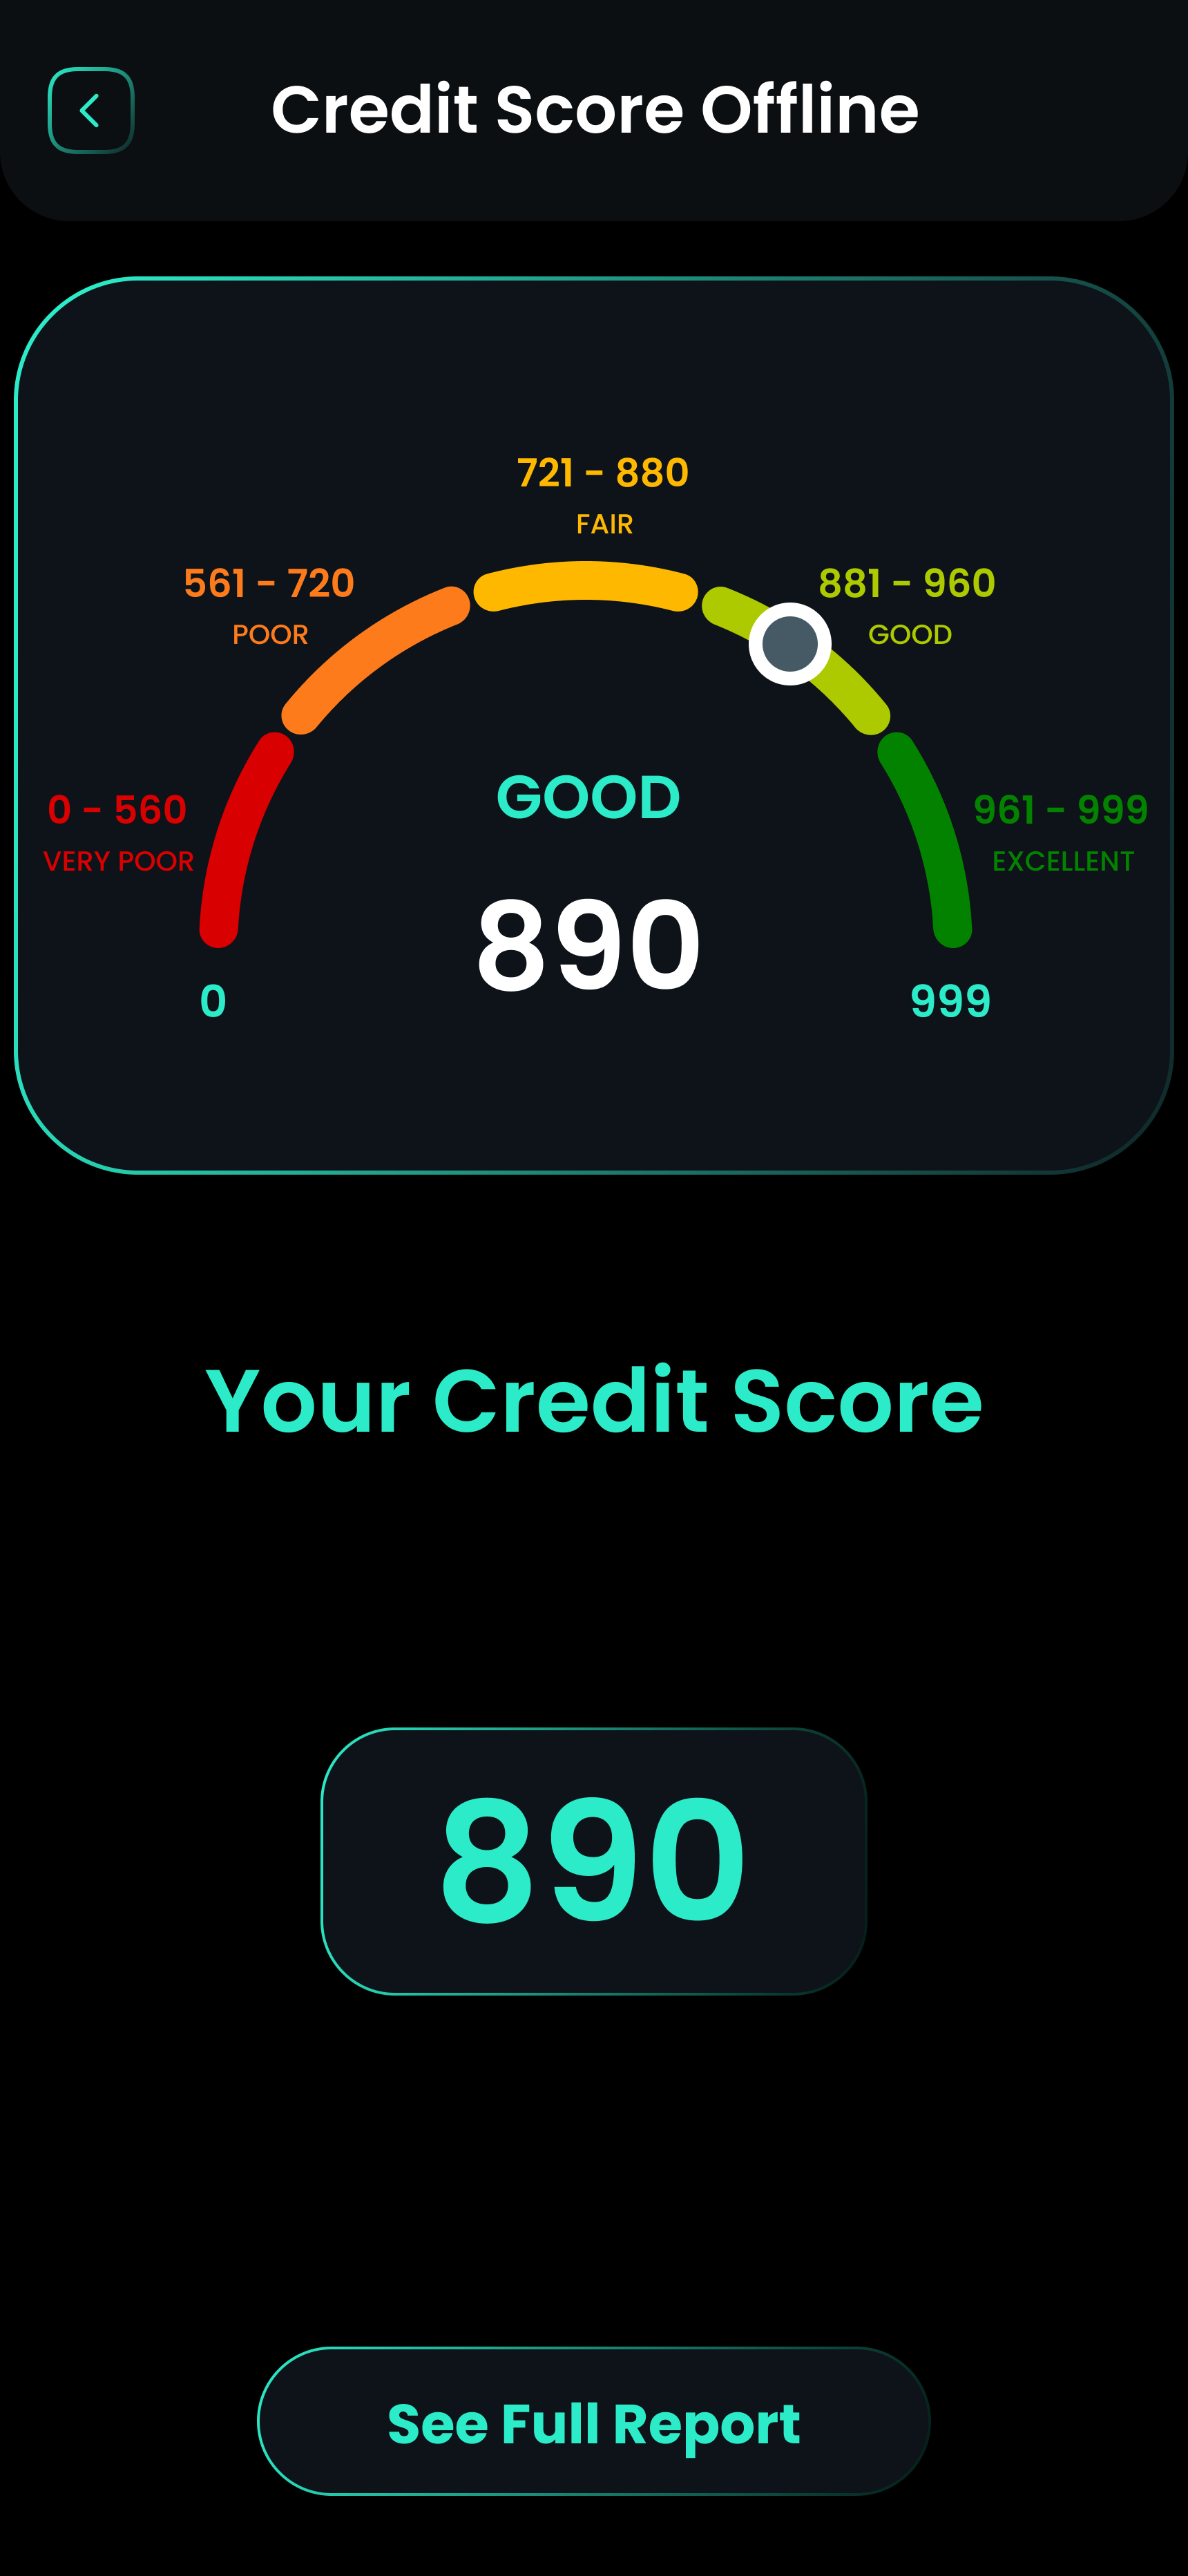 Credit Score Offline
721 - 880
FAIR
561 - 720
POOR
881 - 960
GOOD
0 - 560
VERY POOR
961 - 999
EXCELLENT
GOOD
890
0
999
Your Credit Score
890
See Full Report